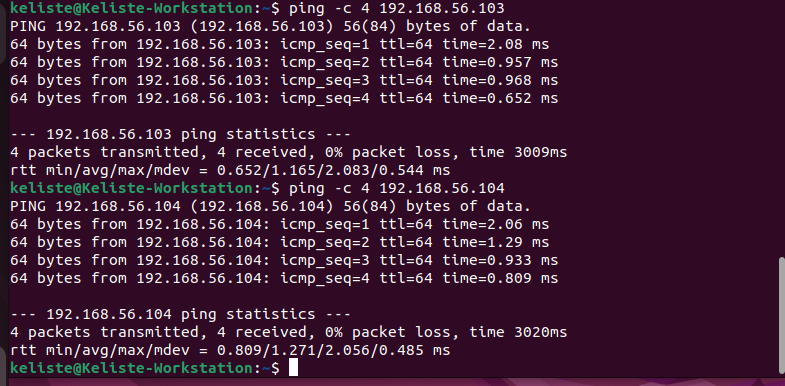 keliste@Keliste-Workstation:~$ ping -c 4 192.168.56.103
PING 192.168.56.103 (192.168.56.103) 56(84) bytes of data.
64 bytes from 192.168.56.103: icmp_seq=1 ttl=64 time=2.08 ms
64 bytes from 192.168.56.103: icmp_seq=2 ttl=64 time=0.957 ms
64 bytes from 192.168.56.103: icmp_seq=3 ttl=64 time=0.968 ms
64 bytes from 192.168.56.103: icmp_seq=4 ttl=64 time=0.652 ms
--- 192.168.56.103 ping statistics ---
4 packets transmitted, 4 received, 0% packet loss, time 3009ms
rtt min/avg/max/mdev = 0.652/1.165/2.083/0.544 ms
keliste@Keliste-Workstation:~$ ping -c 4 192.168.56.104
PING 192.168.56.104 (192.168.56.104) 56(84) bytes of data.
64 bytes from 192.168.56.104: icmp_seq=1 ttl=64 time=2.06 ms
64 bytes from 192.168.56.104: icmp_seq=2 ttl=64 time=1.29 ms
64 bytes from 192.168.56.104: icmp_seq=3 ttl=64 time=0.933 ms
64 bytes from 192.168.56.104: icmp_seq=4 ttl=64 time=0.809 ms
--- 192.168.56.104 ping statistics ---
4 packets transmitted, 4 received, 0% packet loss, time 3020ms
rtt min/avg/max/mdev = 0.809/1.271/2.056/0.485 ms
keliste@Keliste-Workstation:~$